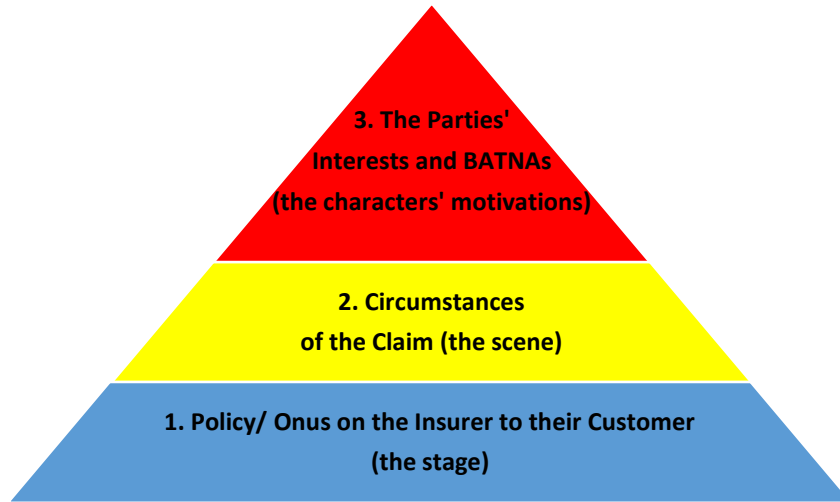 3. The Parties'
Interests and BATNAs
(the characters' motivations)
2. Circumstances
of the Claim (the scene)
1. Policy/ Onus on the Insurer to their Customer
(the stage)